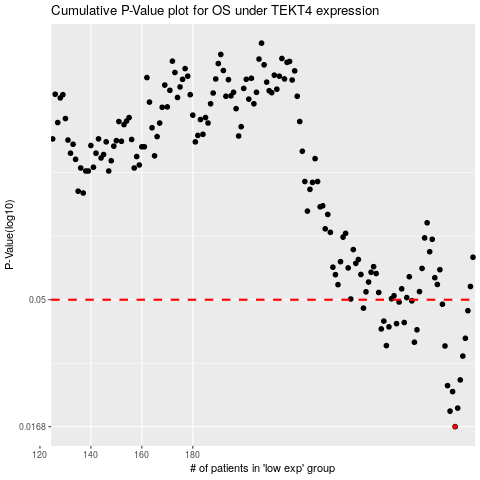 Cumulative P-Value plot for OS under TEKT4 expression
P-Value(log10)
0.05
0.0168
120 140 160 180
# of patients in 'low exp' group